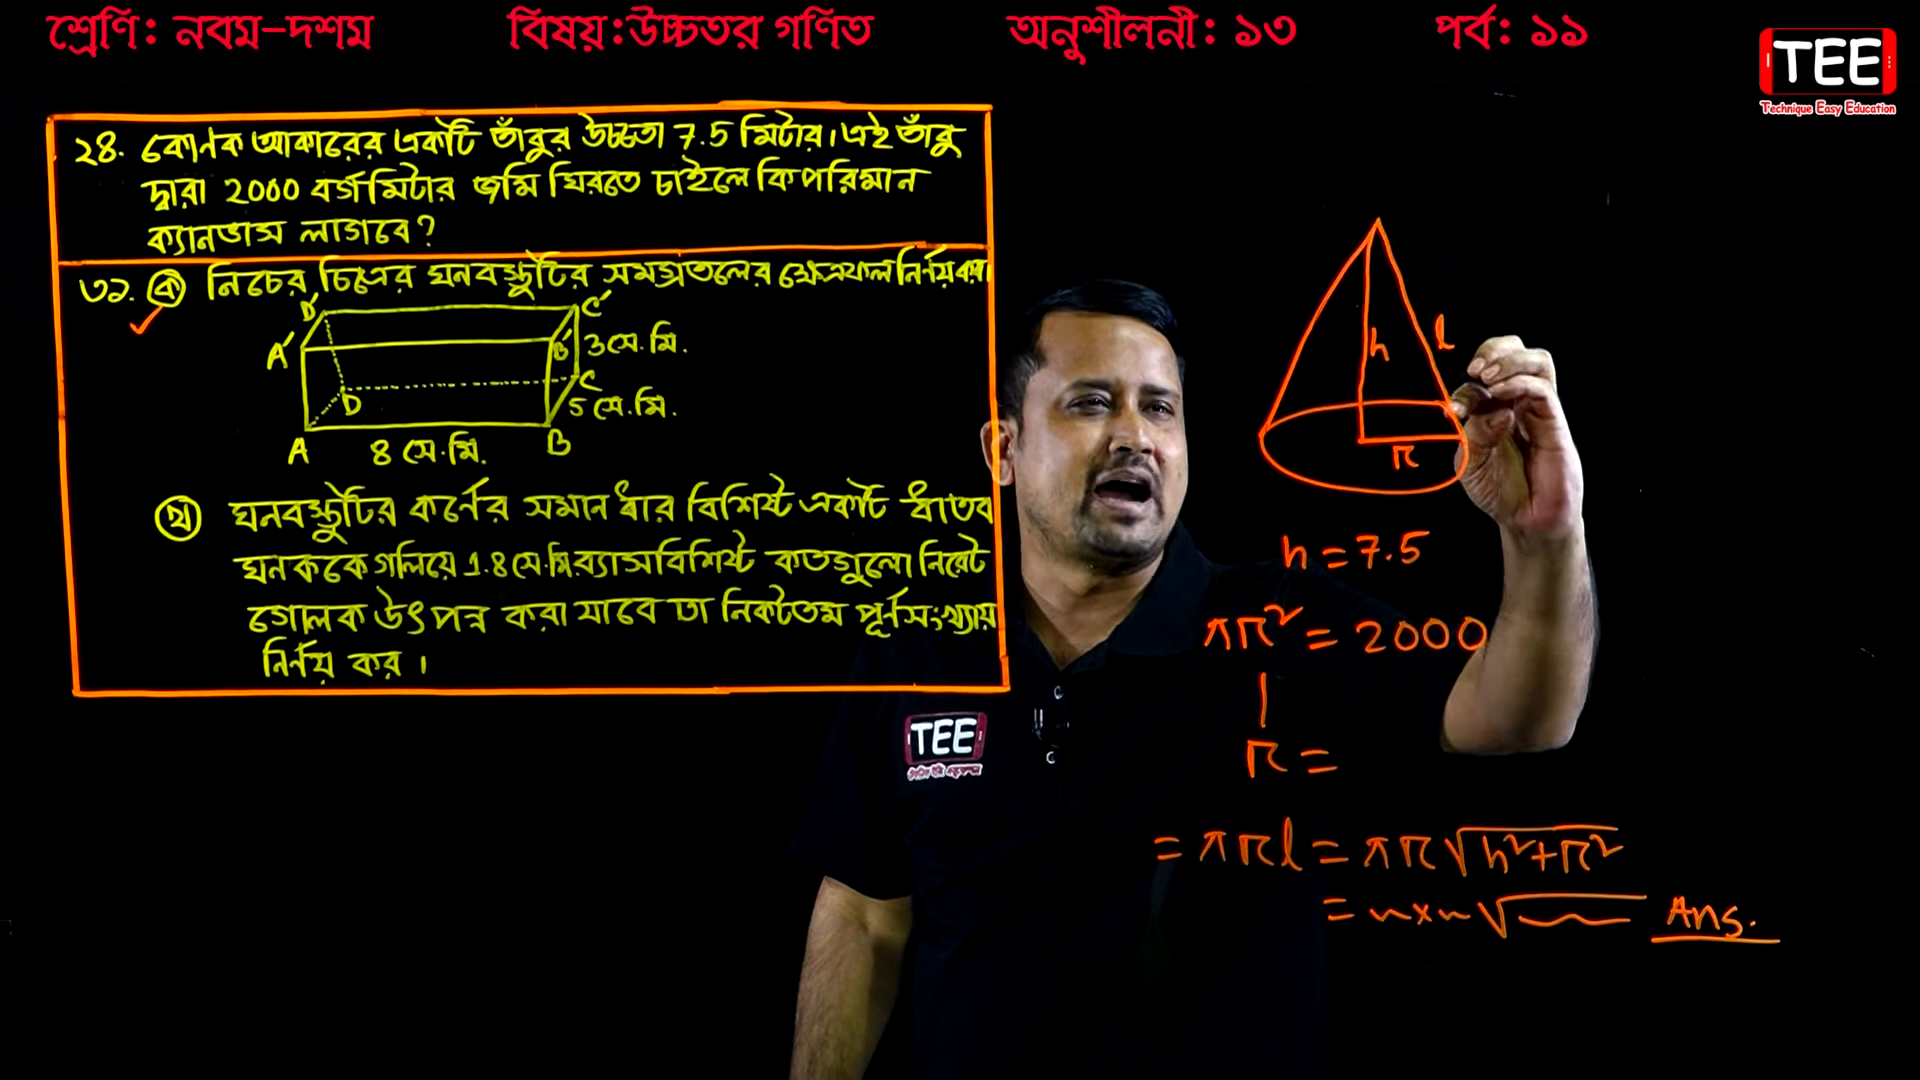 শ্রেণি: নবম-দশম বিষয়:উচ্চতর গণিত অনুশীলনী: ১৩ পর্ব: ১১
TEE
Technique Easy Education
২৪. কোণক আকারের একটি তাঁবুর উচ্চতা 7.5 মিটার। এই তাঁবু
দ্বারা 2000 বর্গমিটার জমি ঘিরতে চাইলে কি পরিমান
ক্যানভাস লাগবে?
৩১. ক নিচের চিত্রের ঘনবস্তুটির সমগ্রতলের ক্ষেত্রফল নির্ণয় কর।
D′ C′
A′ B′ 3 সে.মি.
D C
5 সে.মি.
A 8 সে.মি. B
খ ঘনবস্তুটির কর্ণের সমান ধার বিশিষ্ট একটি ধাতব
ঘনককে গলিয়ে 1.8 সে.মি. ব্যাসবিশিষ্ট কতগুলো নিরেট
গোলক উৎপন্ন করা যাবে তা নিকটতম পূর্ণসংখ্যায়
নির্ণয় কর।
h l
r
h = 7.5
πr² = 2000
r =
= πrl = πr√h²+r²
Ans.
TEE